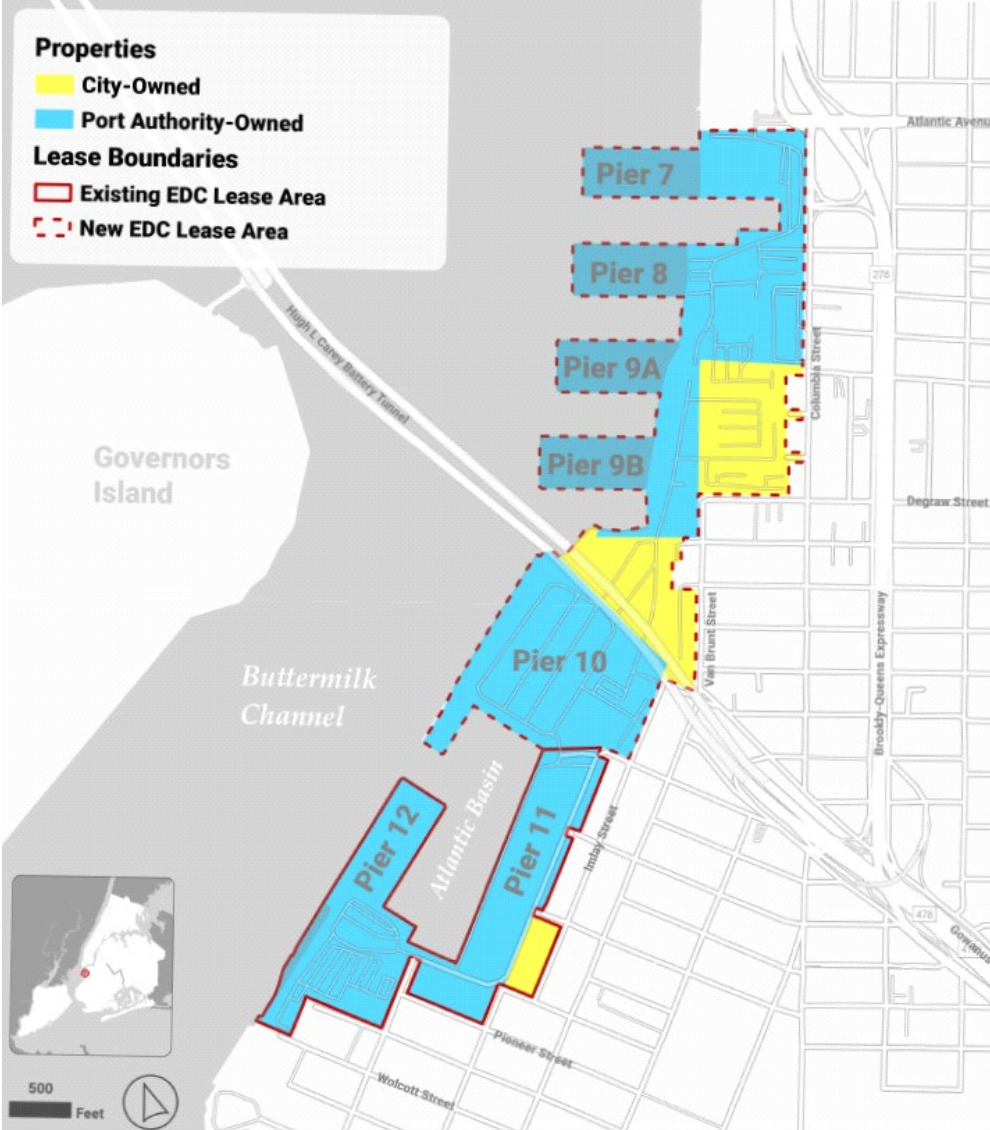 Properties
City-Owned
Port Authority-Owned
Lease Boundaries
Existing EDC Lease Area
New EDC Lease Area
Atlantic Avenu
Pier 7
Pier 8
278
Hugh L Carey Battery Tunnel
Columbia Street
Pier 9A
Governors
Island
Pier 9B
Degraw Street
Van Brunt Street
Brookly-Queens Expressway
Pier 10
Buttermilk
Channel
Atlantic Basin
Pier 12
Pier 11
Imlay Street
478
Gowanus
Pioneer Street
Wolcott Street
500
Feet